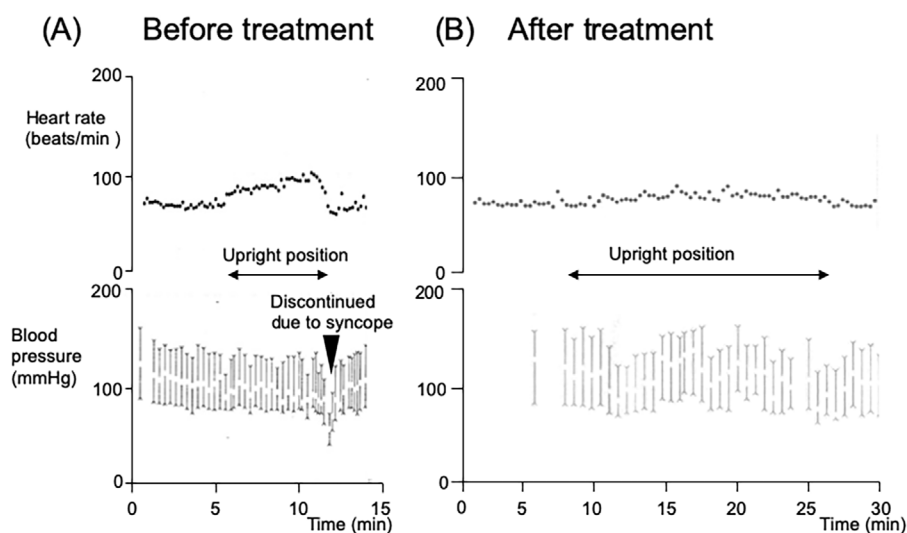 (A) Before treatment
(B) After treatment
200
Heart rate
(beats/min )
100
0
200
100
0
Upright position
Upright position
200
Discontinued
due to syncope
Blood
pressure
(mmHg)
100
0
200
100
0
0 5 10 15
Time (min)
0 5 10 15 20 25 30
Time (min)